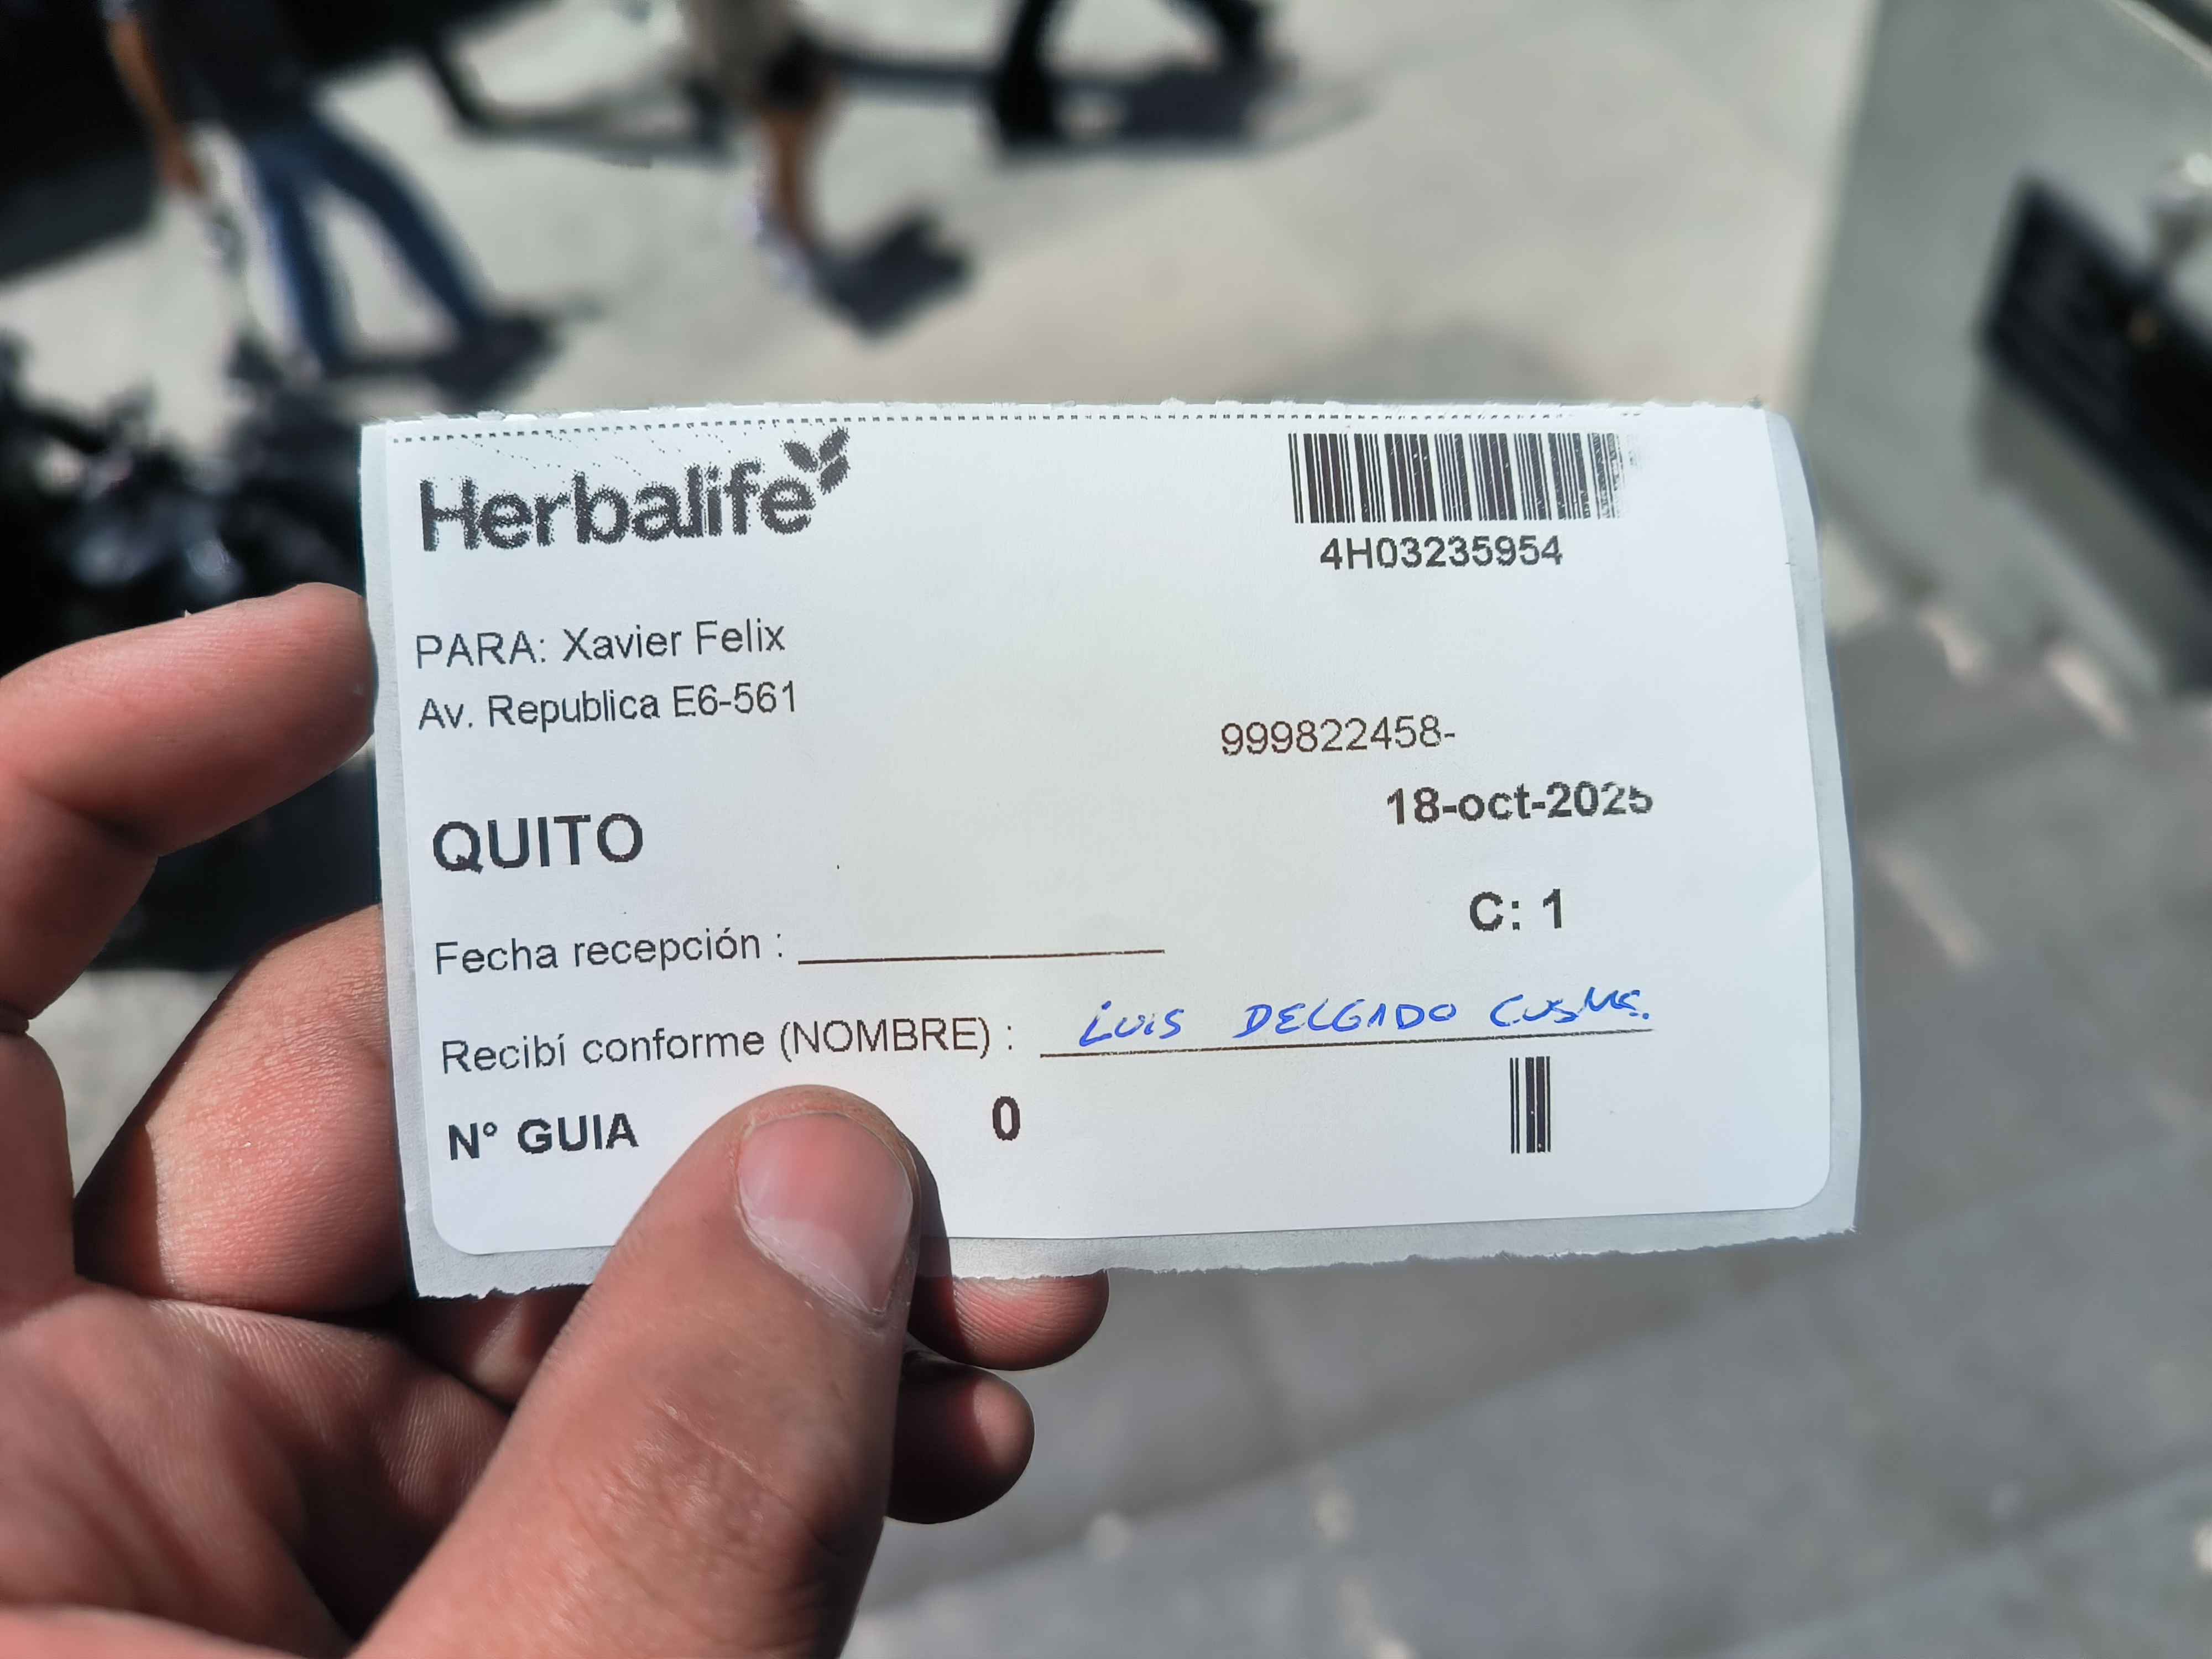 Herbalife
4H03235954
PARA: Xavier Felix
Av. Republica E6-561
999822458-
18-oct-2025
QUITO
C: 1
Fecha recepción :
Recibí conforme (NOMBRE) : LUIS DELGADO
N° GUIA 0